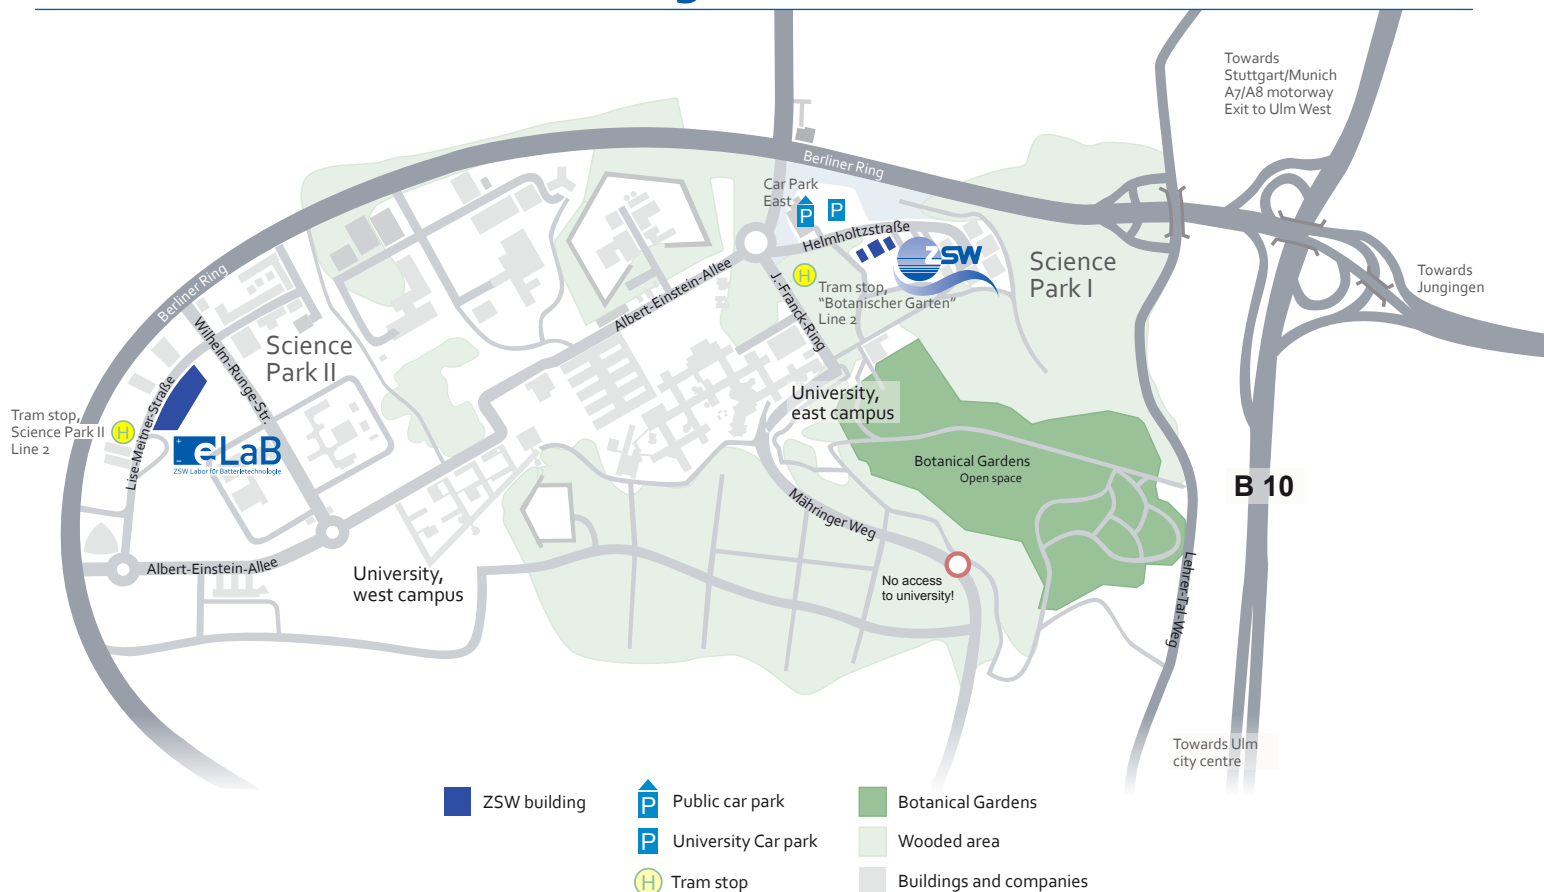 Towards
Stuttgart/Munich
A7/A8 motorway
Exit to Ulm West
Berliner Ring
Car Park
East
P
P
Helmholtzstraße
ZSW
Science
Park I
Towards
Jungingen
H
Tram stop,
"Botanischer Garten"
Line 2
Albert-Einstein-Allee
J.-Franck-Ring
Berliner Ring
Wilhelm-Runge-Str.
Science
Park II
Lise-Meitner-Straße
Tram stop,
Science Park II
Line 2
H
+
-
eLaB
ZSW Labor für Batterietechnologie
University,
east campus
Botanical Gardens
Open space
B 10
Mähringer Weg
Albert-Einstein-Allee
University,
west campus
No access
to university!
Lehrer-Tal-Weg
Towards Ulm
city centre
ZSW building
P
Public car park
Botanical Gardens
P
University Car park
Wooded area
H
Tram stop
Buildings and companies